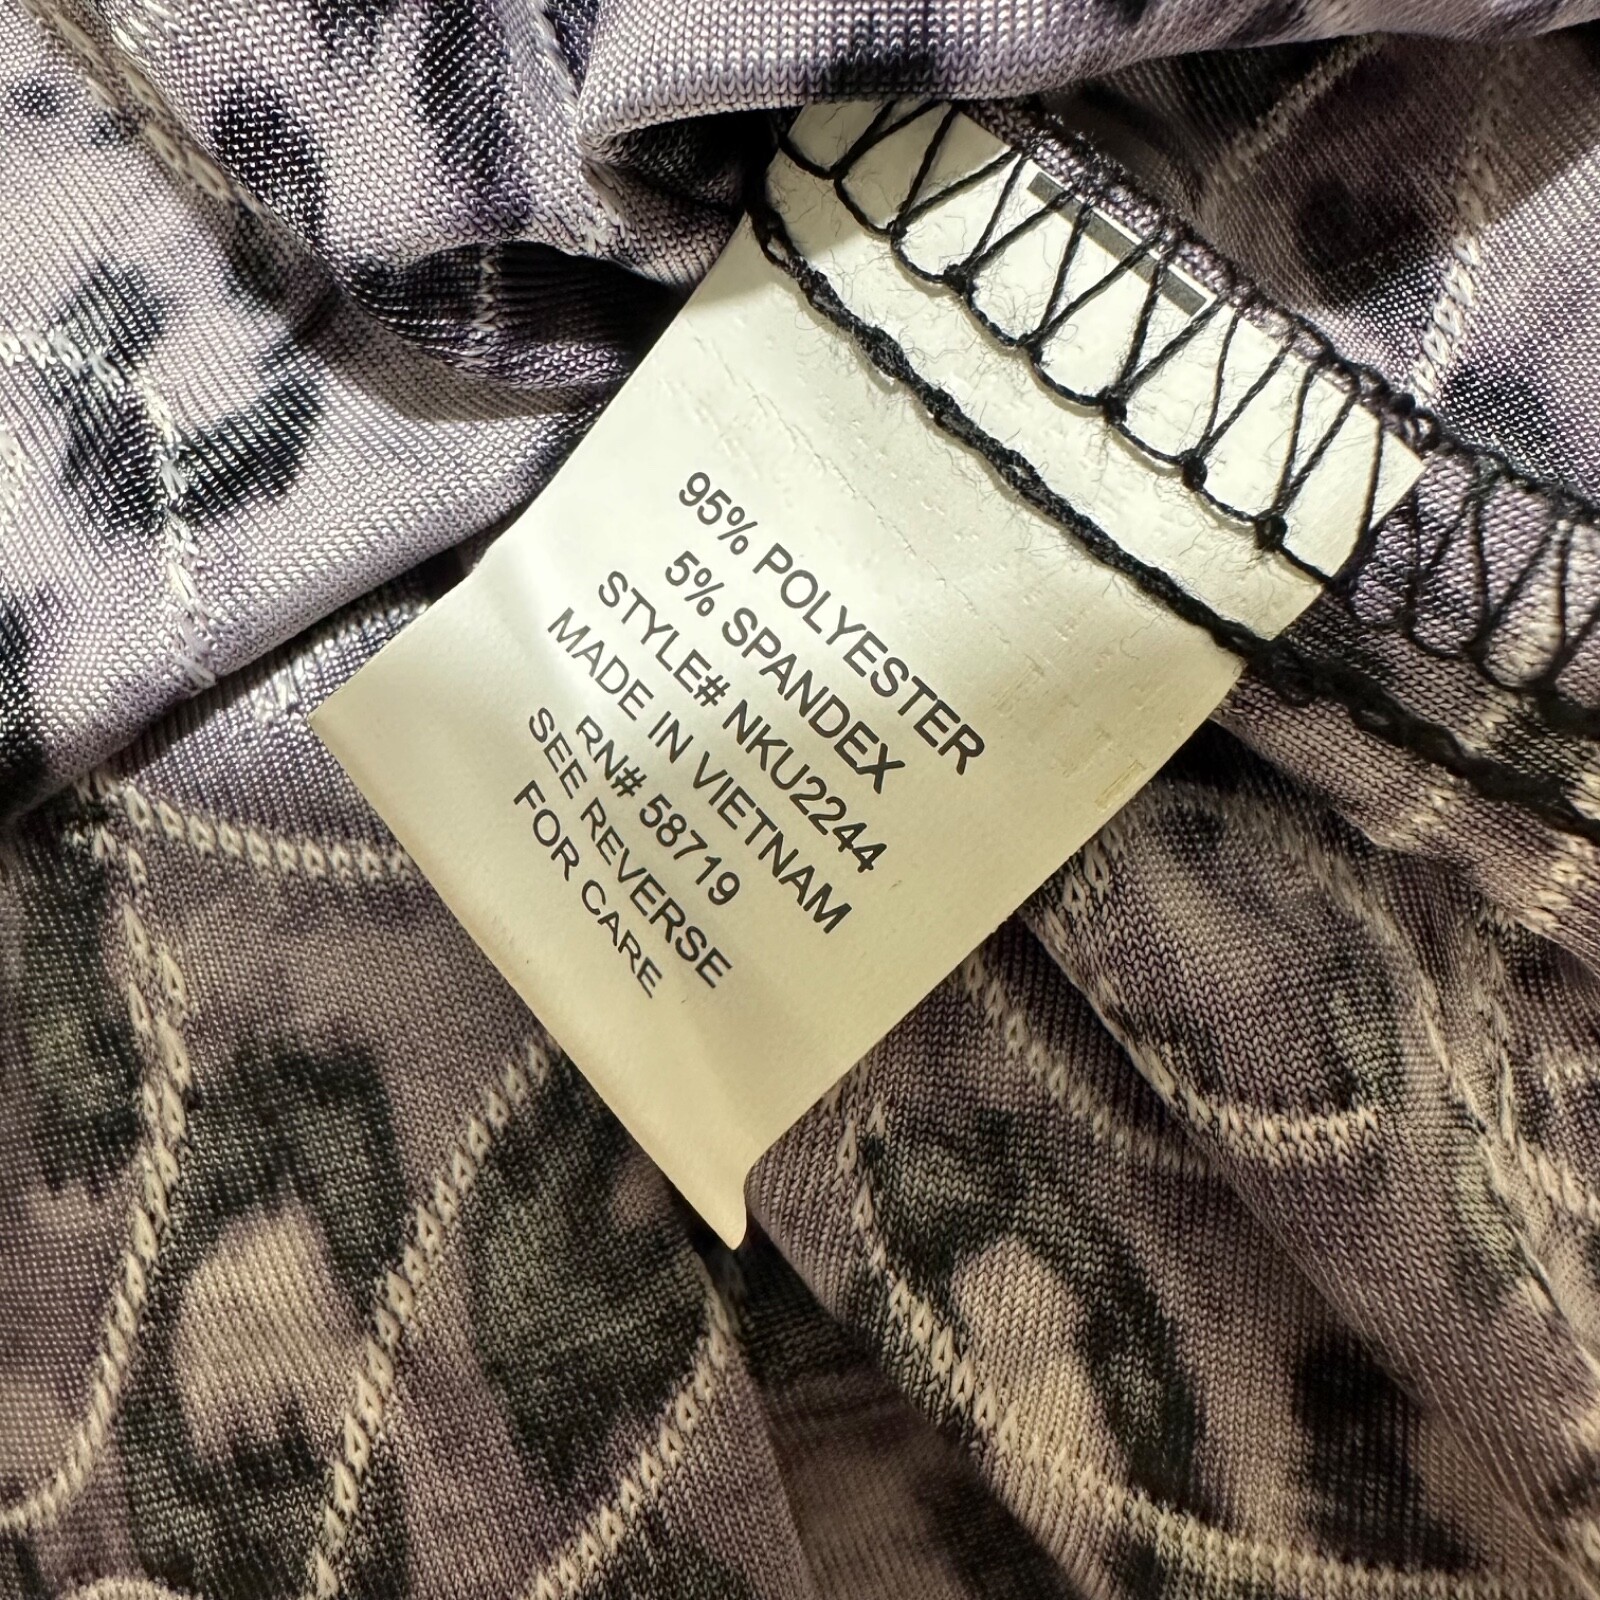 95% POLYESTER
5% SPANDEX
STYLE# NKU2244
MADE IN VIETNAM
RN# 58719
SEE REVERSE
FOR CARE